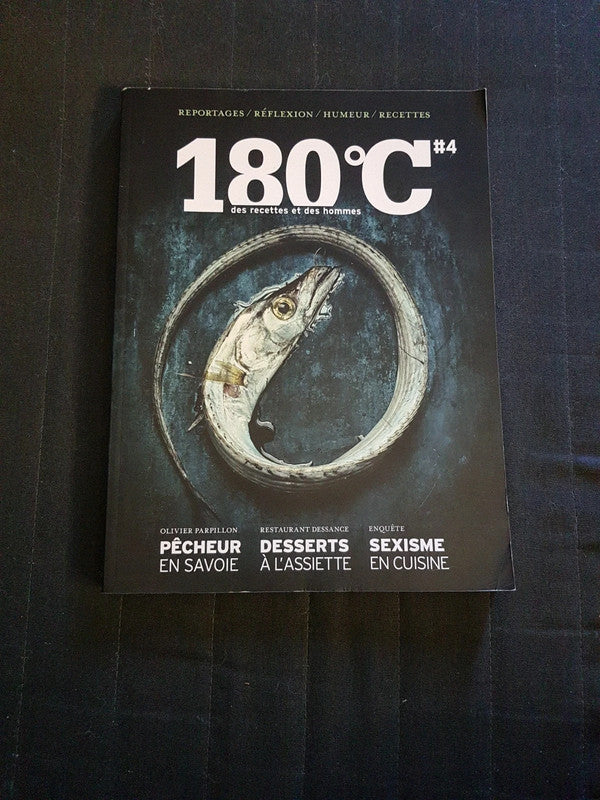 REPORTAGES / RÉFLEXION / HUMEUR / RECETTES
180°C #4
des recettes et des hommes
OLIVIER PARPILLON
PÊCHEUR
EN SAVOIE
RESTAURANT DESSANCE
DESSERTS
À L'ASSIETTE
ENQUÊTE
SEXISME
EN CUISINE